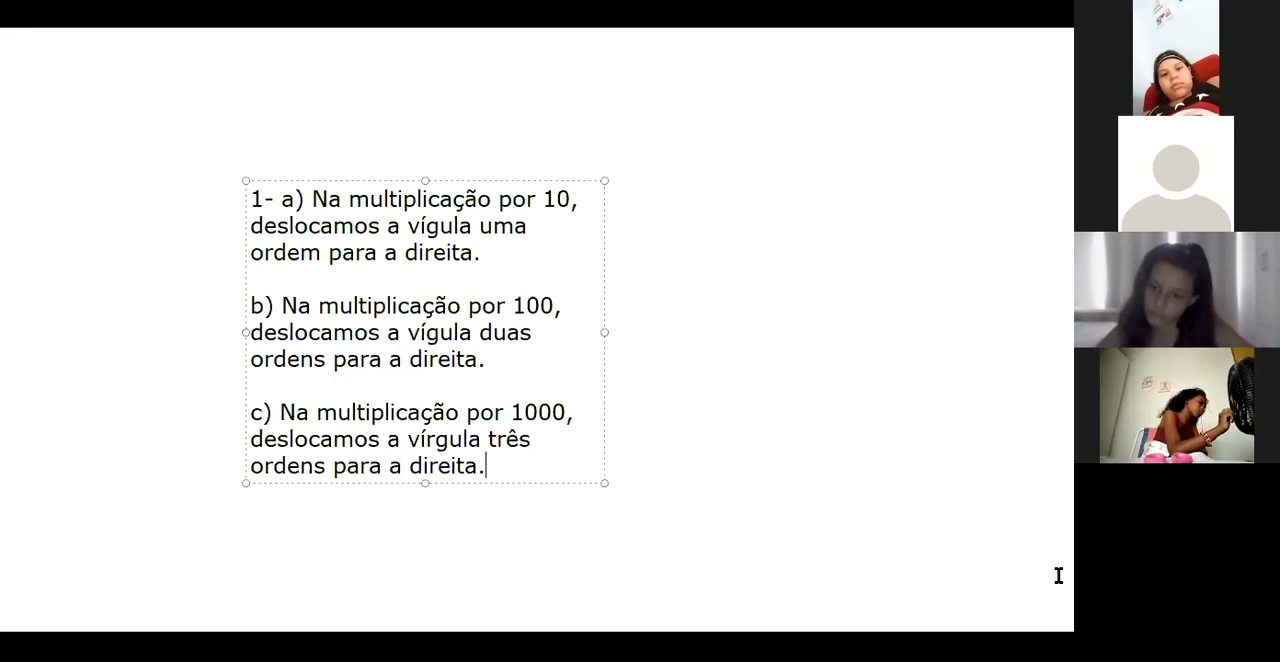 1- a) Na multiplicação por 10,
deslocamos a vígula uma
ordem para a direita.
b) Na multiplicação por 100,
deslocamos a vígula duas
ordens para a direita.
c) Na multiplicação por 1000,
deslocamos a vírgula três
ordens para a direita.